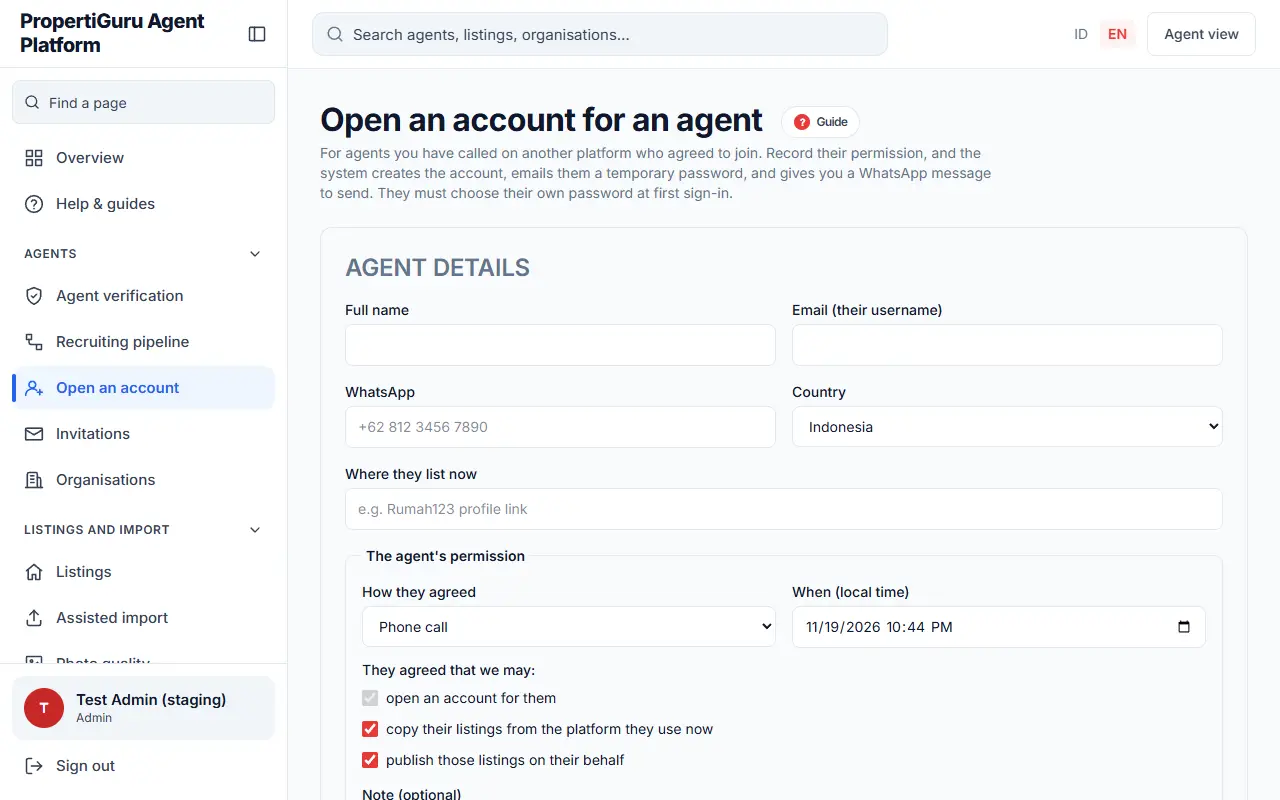 PropertiGuru Agent
Platform
Search agents, listings, organisations...
ID
EN
Agent view
Find a page
Overview
Help & guides
AGENTS
Agent verification
Recruiting pipeline
Open an account
Invitations
Organisations
LISTINGS AND IMPORT
Listings
Assisted import
Photo quality
T
Test Admin (staging)
Admin
Sign out
Open an account for an agent
? Guide
For agents you have called on another platform who agreed to join. Record their permission, and the
system creates the account, emails them a temporary password, and gives you a WhatsApp message
to send. They must choose their own password at first sign-in.
AGENT DETAILS
Full name
Email (their username)
WhatsApp
Country
+62 812 3456 7890
Indonesia
Where they list now
e.g. Rumah123 profile link
The agent's permission
How they agreed
When (local time)
Phone call
11/19/2026 10:44 PM
They agreed that we may:
open an account for them
copy their listings from the platform they use now
publish those listings on their behalf
Note (optional)